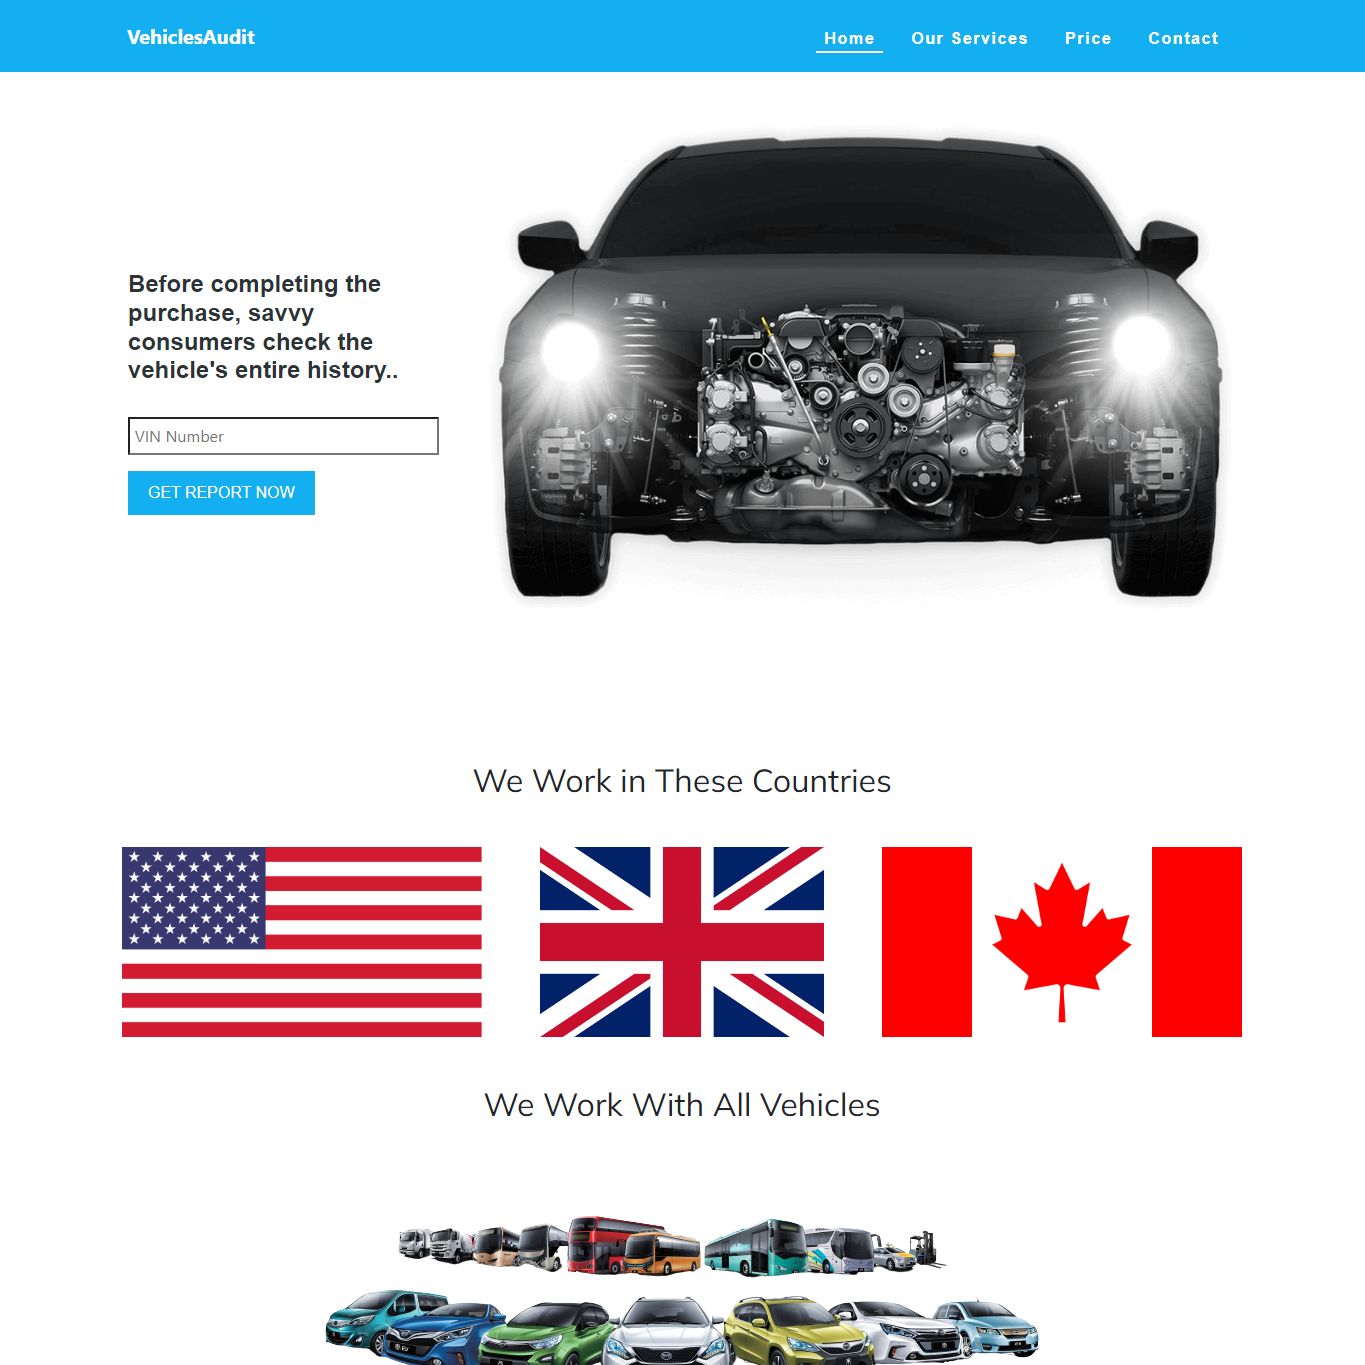 VehiclesAudit
Home
Our Services
Price
Contact
Before completing the
purchase, savvy
consumers check the
vehicle's entire history..
VIN Number
GET REPORT NOW
We Work in These Countries
We Work With All Vehicles